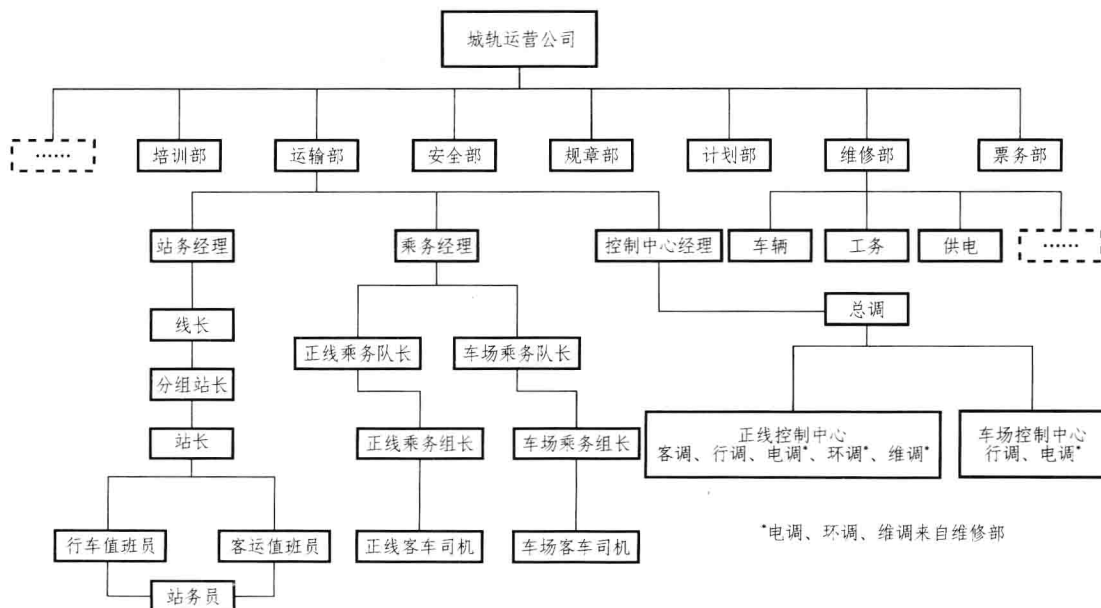 城轨运营公司
……
培训部
运输部
安全部
规章部
计划部
维修部
票务部
站务经理
乘务经理
控制中心经理
车辆
工务
供电
……
线长
总调
正线乘务队长
车场乘务队长
分组站长
站长
正线乘务组长
车场乘务组长
正线控制中心
客调、行调、电调*、环调*、维调*
车场控制中心
行调、电调*
行车值班员
客运值班员
正线客车司机
车场客车司机
*电调、环调、维调来自维修部
站务员